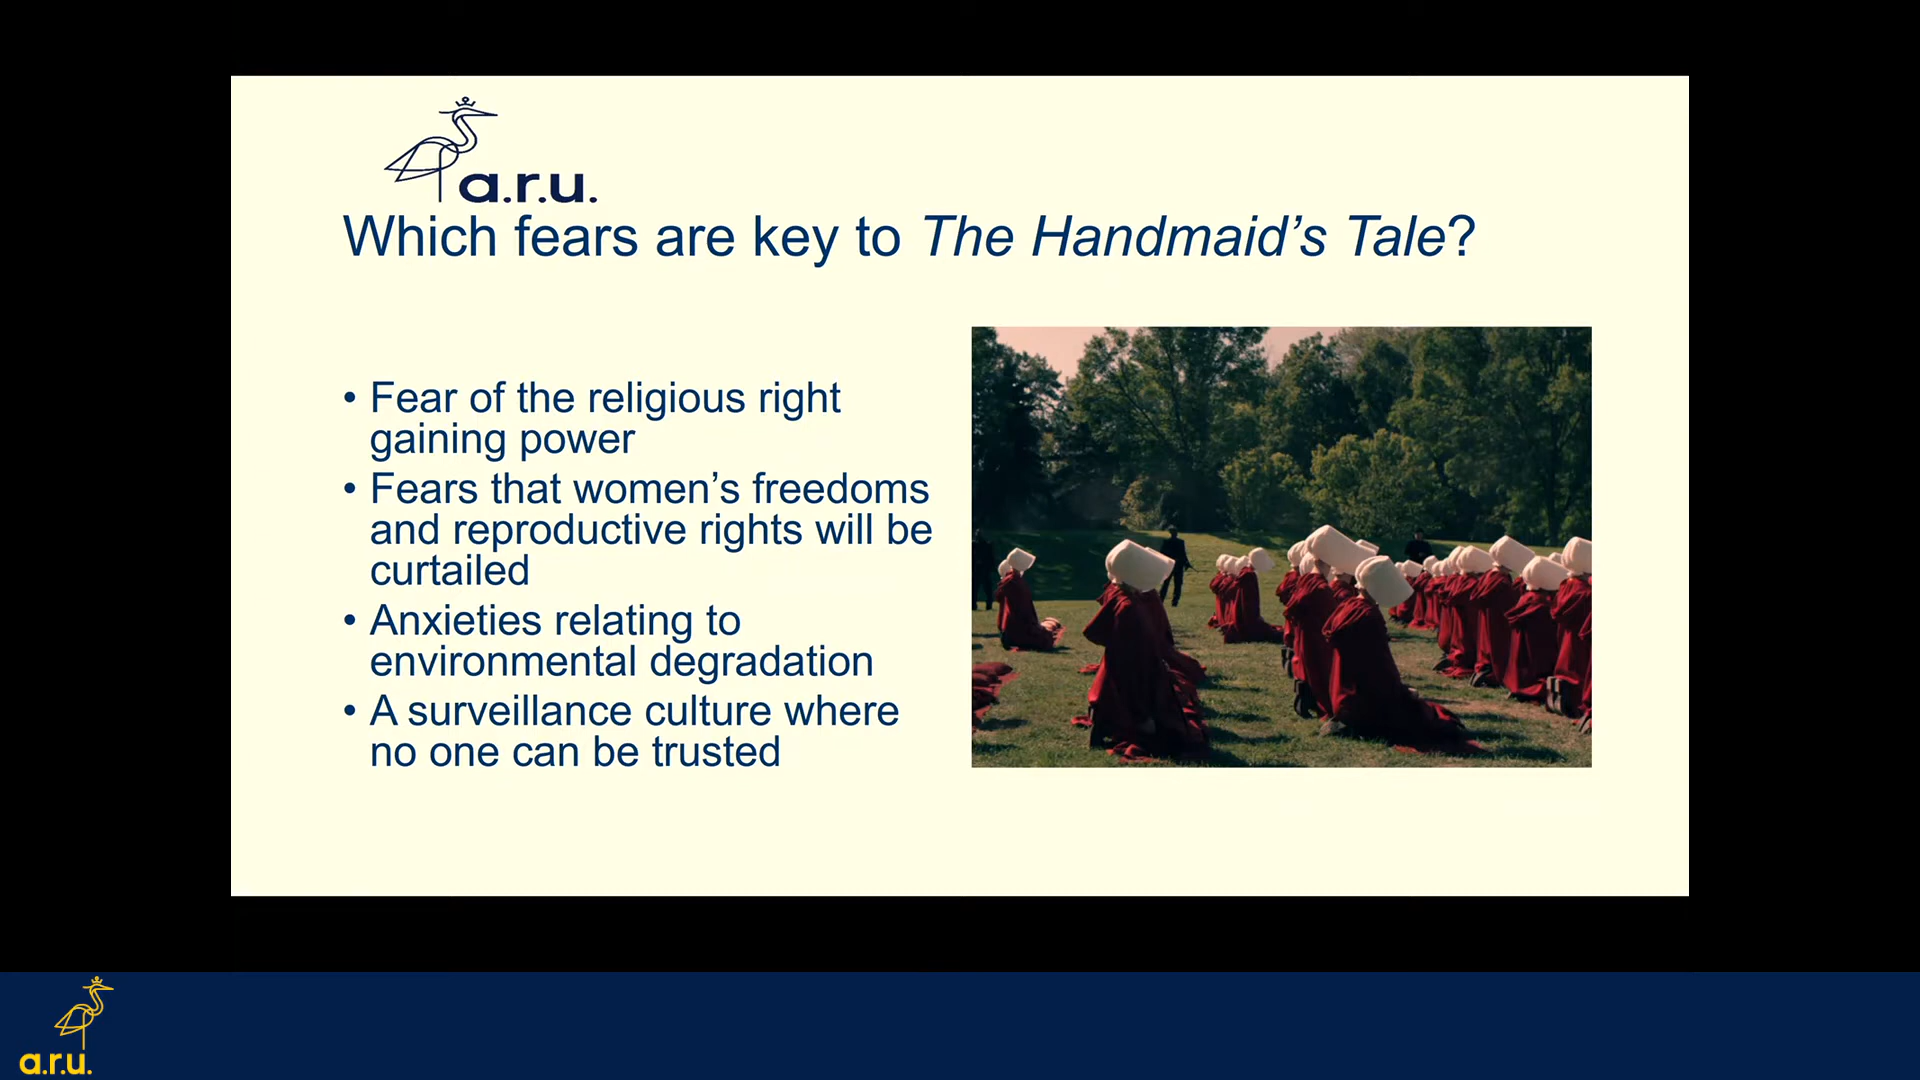 a.r.u.
Which fears are key to The Handmaid’s Tale?
• Fear of the religious right
gaining power
• Fears that women’s freedoms
and reproductive rights will be
curtailed
• Anxieties relating to
environmental degradation
• A surveillance culture where
no one can be trusted
a.r.u.